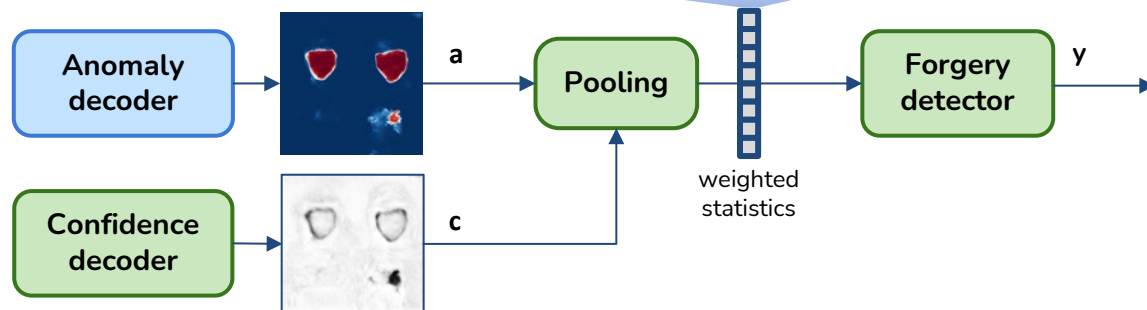 Anomaly
decoder
a
Pooling
Forgery
detector
y
weighted
statistics
Confidence
decoder
c